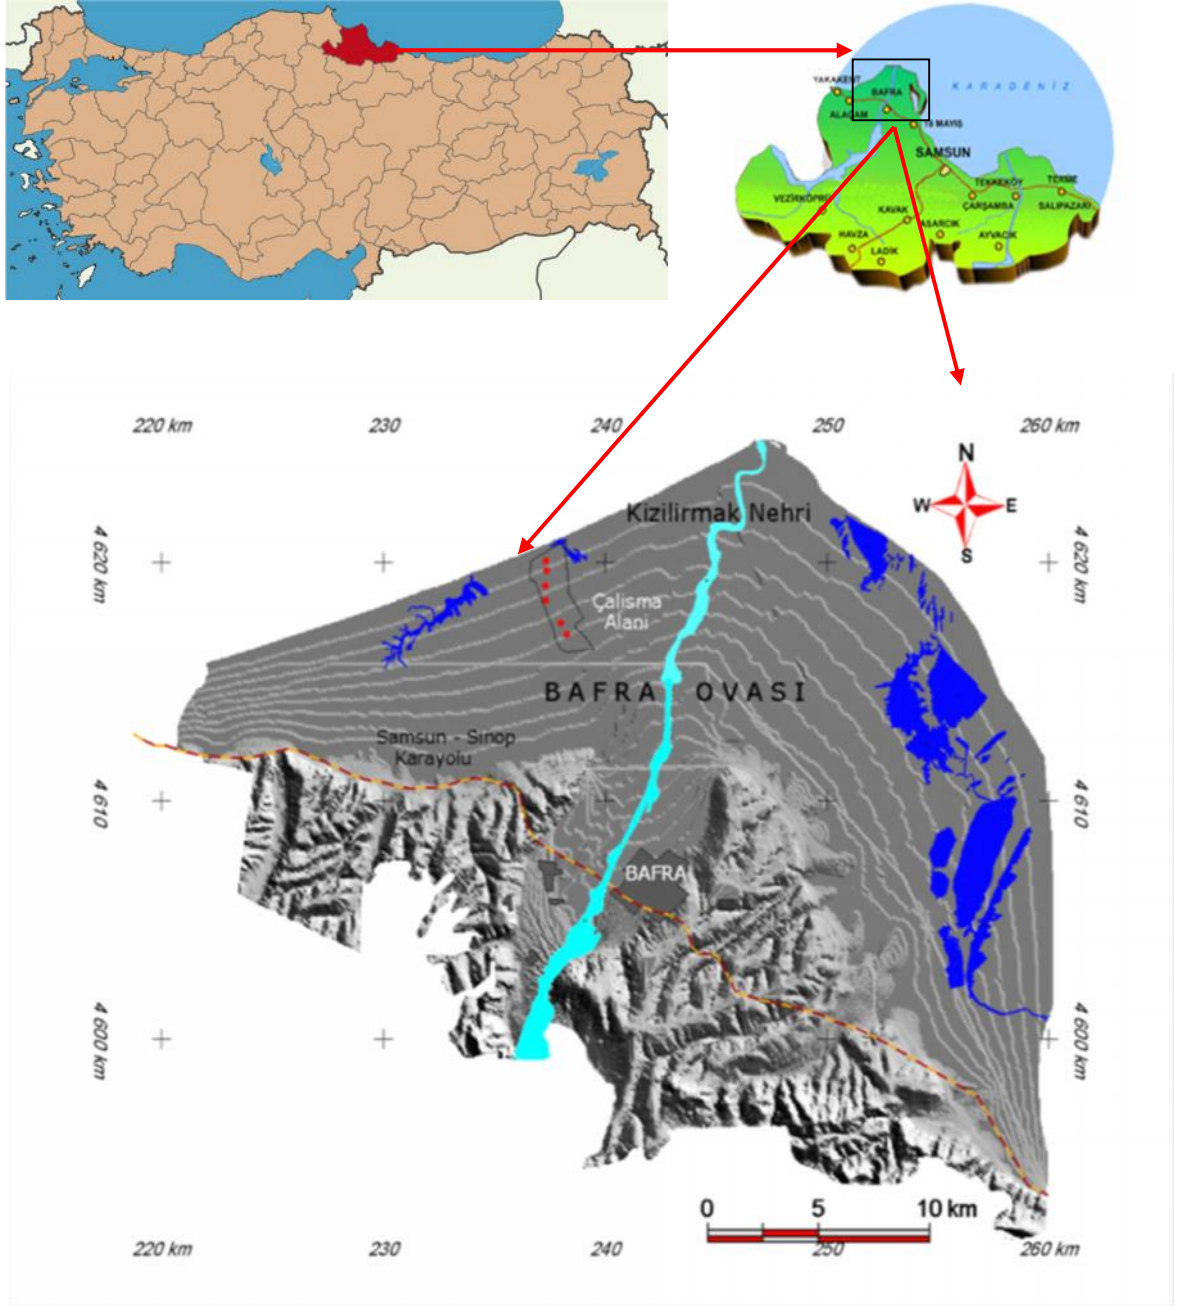 YAKAKENT
BAFRA
ALAÇAM
19 MAYIS
KARADENİZ
SAMSUN
TEKKEKÖY
TERME
VEZİRKÖPRÜ
ÇARŞAMBA
SALIPAZARI
KAVAK
ASARCIK
HAVZA
AYVACIK
LADİK
220 km
230
240
250
260 km
N
W
E
S
Kizilirmak Nehri
4 620 km
4 620 km
Çalisma
Alani
BAFRA OVASI
Samsun - Sinop
Karayolu
4 610
4 610
BAFRA
4 600 km
4 600 km
0
5
10 km
220 km
230
240
250
260 km